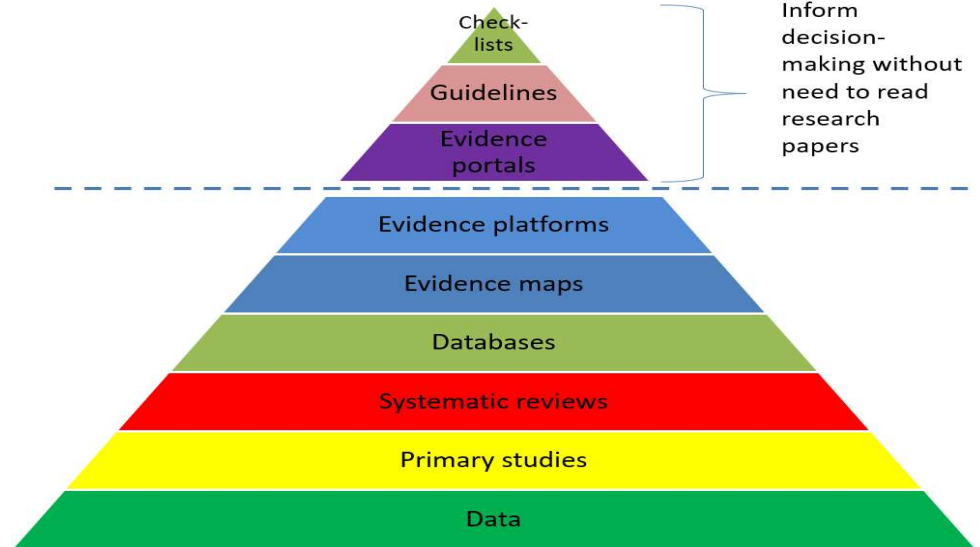 Check-
lists
Guidelines
Evidence
portals
Evidence platforms
Evidence maps
Databases
Systematic reviews
Primary studies
Data
Inform
decision-
making without
need to read
research
papers